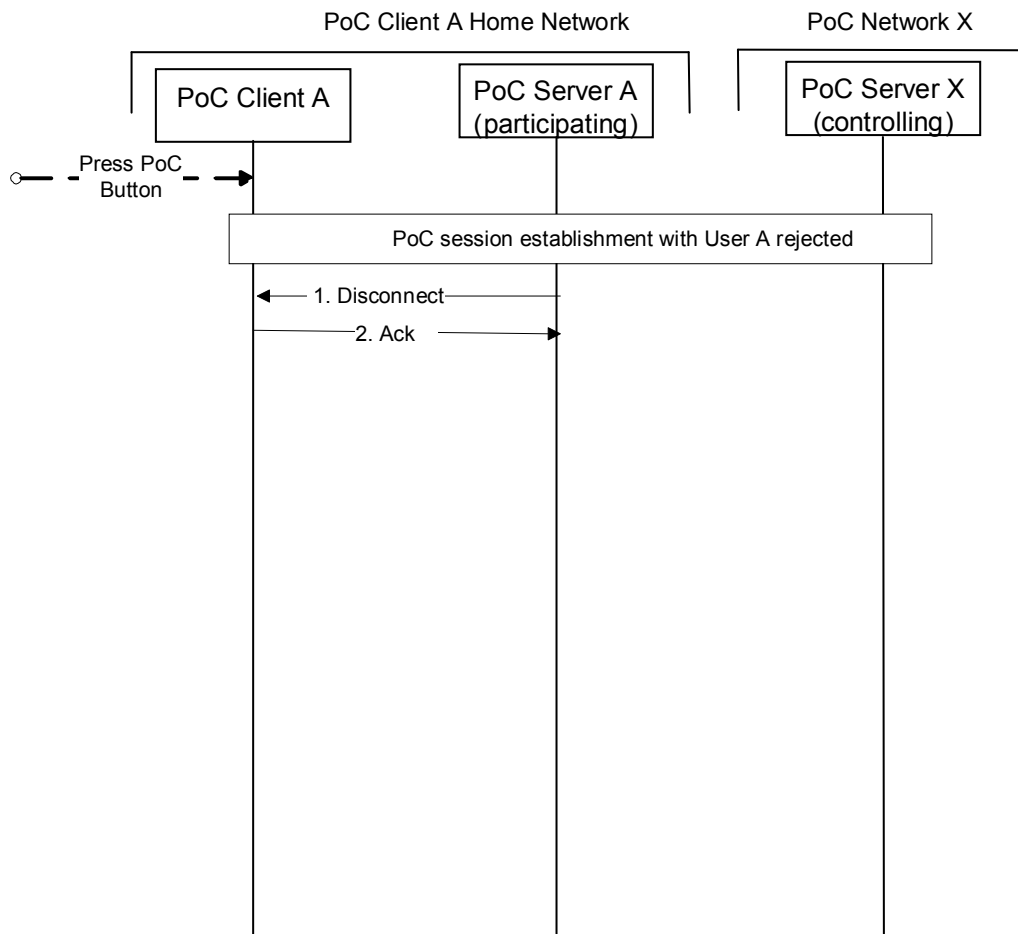 PoC Client A Home Network
PoC Network X
PoC Client A
PoC Server A
(participating)
PoC Server X
(controlling)
Press PoC
Button
PoC session establishment with User A rejected
1. Disconnect
2. Ack